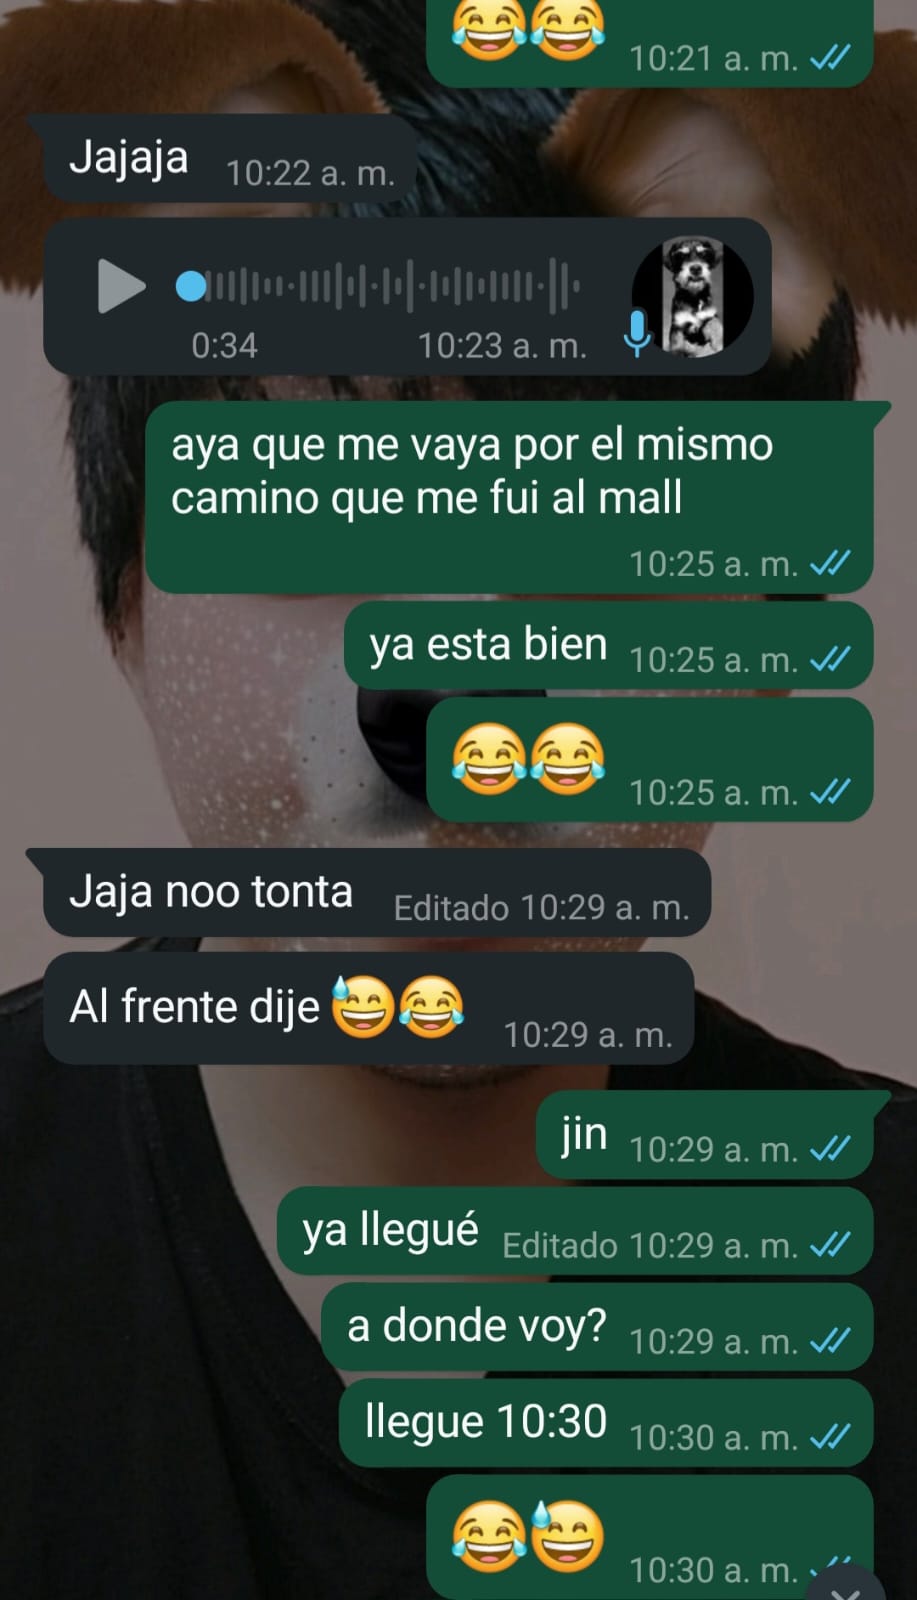 😂😂 10:21 a. m.
Jajaja 10:22 a. m.
0:34 10:23 a. m.
aya que me vaya por el mismo
camino que me fui al mall
10:25 a. m.
ya esta bien 10:25 a. m.
😂😂 10:25 a. m.
Jaja noo tonta Editado 10:29 a. m.
Al frente dije 😅😂 10:29 a. m.
jin 10:29 a. m.
ya llegué Editado 10:29 a. m.
a donde voy? 10:29 a. m.
llegue 10:30 10:30 a. m.
😂😅 10:30 a. m.